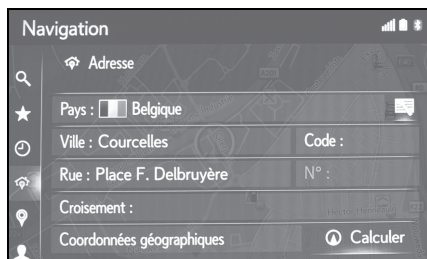 Navigation
Adresse
Pays : Belgique
Ville : Courcelles
Code :
Rue : Place F. Delbruyère
N° :
Croisement :
Coordonnées géographiques
Calculer